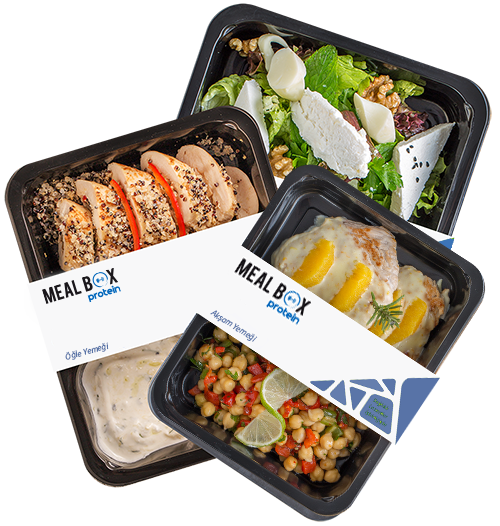 MEAL BOX
protein
Öğle Yemeği
MEAL BOX
protein
Akşam Yemeği